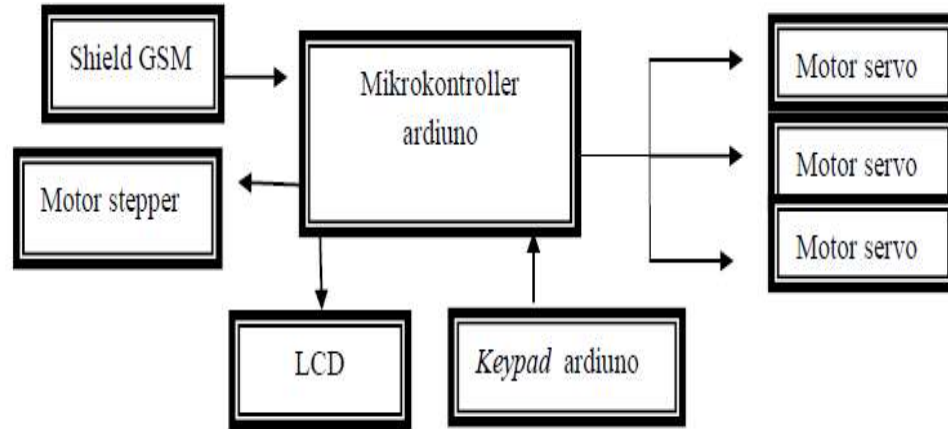 Shield GSM
Mikrokontroller
ardiuno
Motor servo
Motor stepper
Motor servo
Motor servo
LCD
Keypad ardiuno